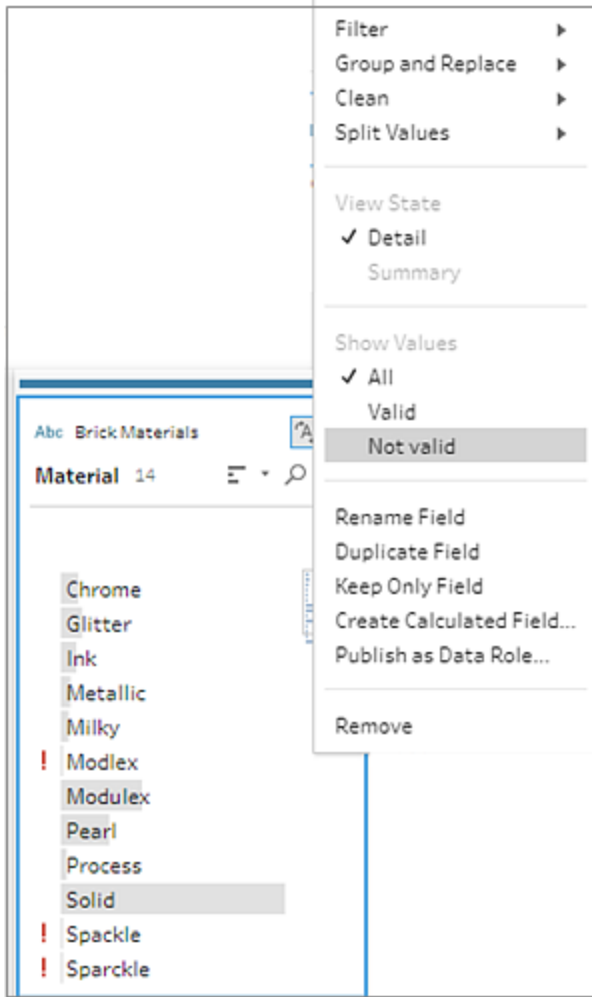 Filter
Group and Replace
Clean
Split Values
View State
✓ Detail
Summary
Show Values
✓ All
Valid
Not valid
Rename Field
Duplicate Field
Keep Only Field
Create Calculated Field...
Publish as Data Role...
Remove
Abc Brick Materials
Material 14
Chrome
Glitter
Ink
Metallic
Milky
! Modlex
Modulex
Pearl
Process
Solid
! Spackle
! Sparckle